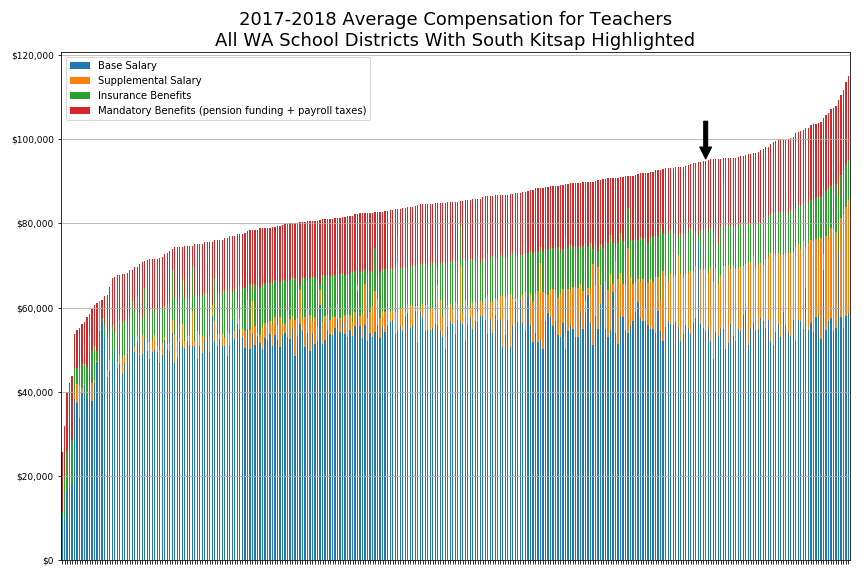 2017-2018 Average Compensation for Teachers
All WA School Districts With South Kitsap Highlighted
$120,000
Base Salary
Supplemental Salary
Insurance Benefits
Mandatory Benefits (pension funding + payroll taxes)
$100,000
$80,000
$60,000
$40,000
$20,000
$0